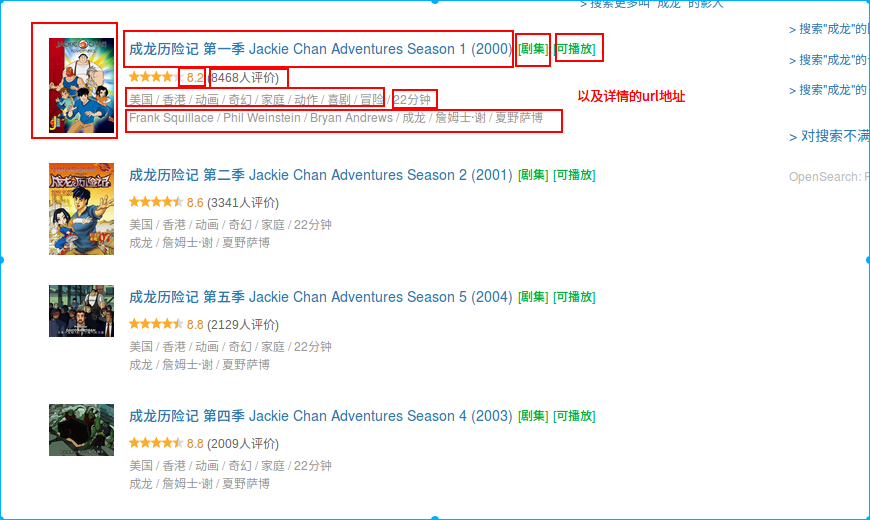 > 搜索更多叫"成龙"的影人
成龙历险记 第一季 Jackie Chan Adventures Season 1 (2000) [剧集] [可播放]
8.2 (8468人评价)
美国 / 香港 / 动画 / 奇幻 / 家庭 / 动作 / 喜剧 / 冒险 / 22分钟
Frank Squillace / Phil Weinstein / Bryan Andrews / 成龙 / 詹姆士·谢 / 夏野萨博
以及详情的url地址
成龙历险记 第二季 Jackie Chan Adventures Season 2 (2001) [剧集] [可播放]
8.6 (3341人评价)
美国 / 香港 / 动画 / 奇幻 / 家庭 / 22分钟
成龙 / 詹姆士·谢 / 夏野萨博
成龙历险记 第五季 Jackie Chan Adventures Season 5 (2004) [剧集] [可播放]
8.8 (2129人评价)
美国 / 香港 / 动画 / 奇幻 / 家庭 / 22分钟
成龙 / 詹姆士·谢 / 夏野萨博
成龙历险记 第四季 Jackie Chan Adventures Season 4 (2003) [剧集] [可播放]
8.8 (2009人评价)
美国 / 香港 / 动画 / 奇幻 / 家庭 / 22分钟
成龙 / 詹姆士·谢 / 夏野萨博
> 搜索"成龙"的
> 搜索"成龙"的
> 搜索"成龙"的
> 对搜索不满
OpenSearch: